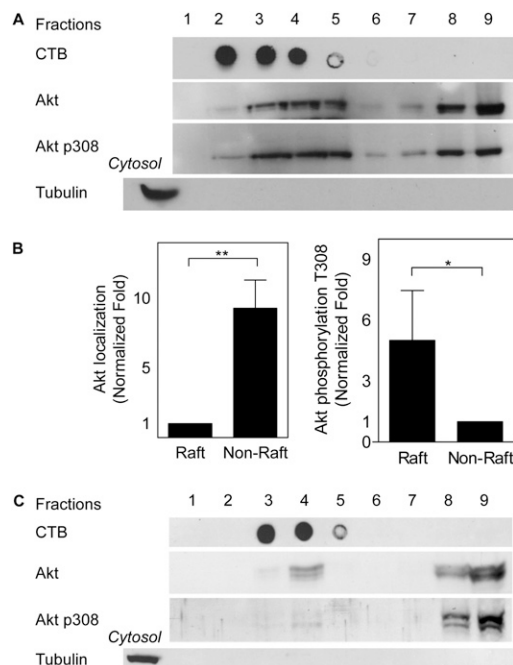 A Fractions 1 2 3 4 5 6 7 8 9
CTB
Akt
Akt p308
Cytosol
Tubulin
B
Akt localization
(Normalized Fold)
10
5
1
**
Raft Non-Raft
Akt phosphorylation T308
(Normalized Fold)
9
6
3
1
0
*
Raft Non-Raft
C Fractions 1 2 3 4 5 6 7 8 9
CTB
Akt
Akt p308
Cytosol
Tubulin